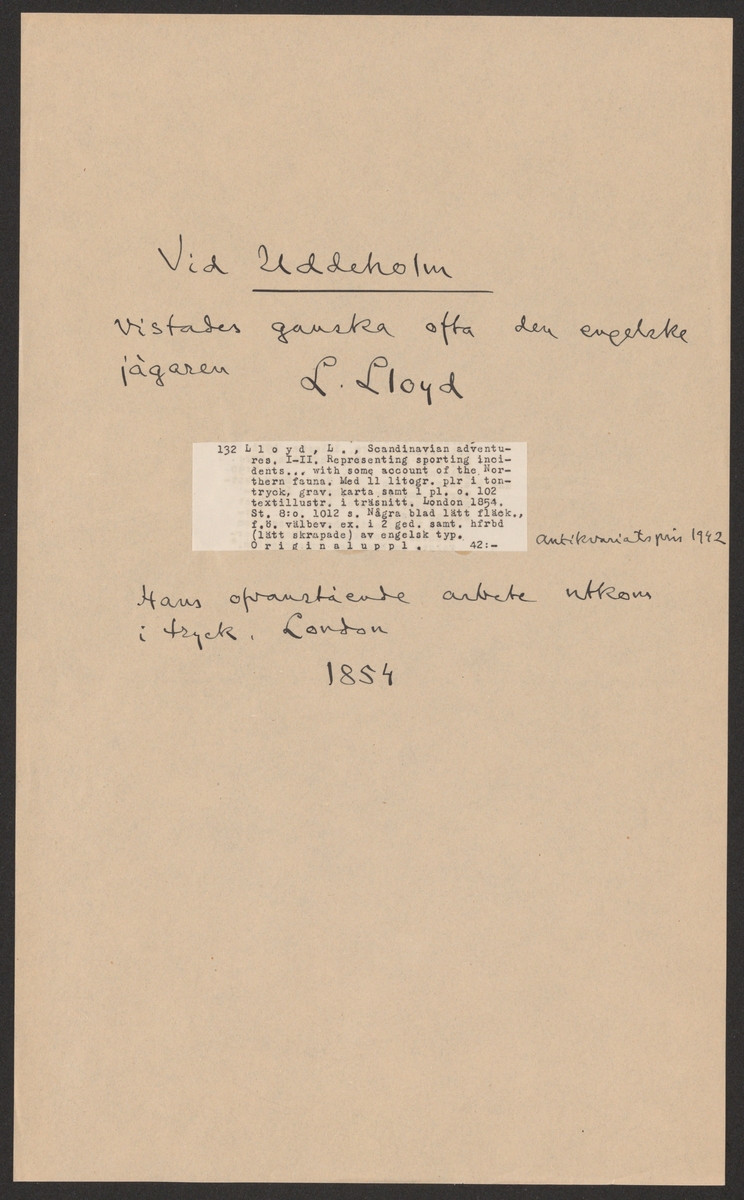 Vid Uddeholm
vistades ganska ofta den engelske
jägaren L. Lloyd
132 L l o y d , L . , Scandinavian adventu-
res. I-II. Representing sporting inci-
dents... with some account of the Nor-
thern fauna. Med 11 litogr. plr i ton-
tryck, grav. karta samt 1 pl. o. 102
textillustr. i träsnitt. London 1854.
St. 8:o. 1012 s. Några blad lätt fläck.,
f.ö. välbev. ex. i 2 ged. samt. hfrbd
(lätt skrapade) av engelsk typ.
O r i g i n a l u p p l . 42:-
antikvariatspris 1942
Hans ofvanstående arbete utkom
i tryck. London
1854